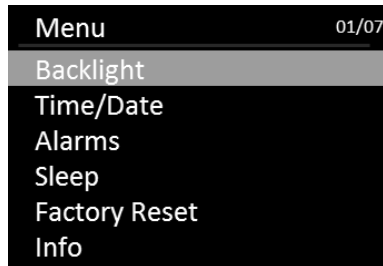 Menu 01/07
Backlight
Time/Date
Alarms
Sleep
Factory Reset
Info